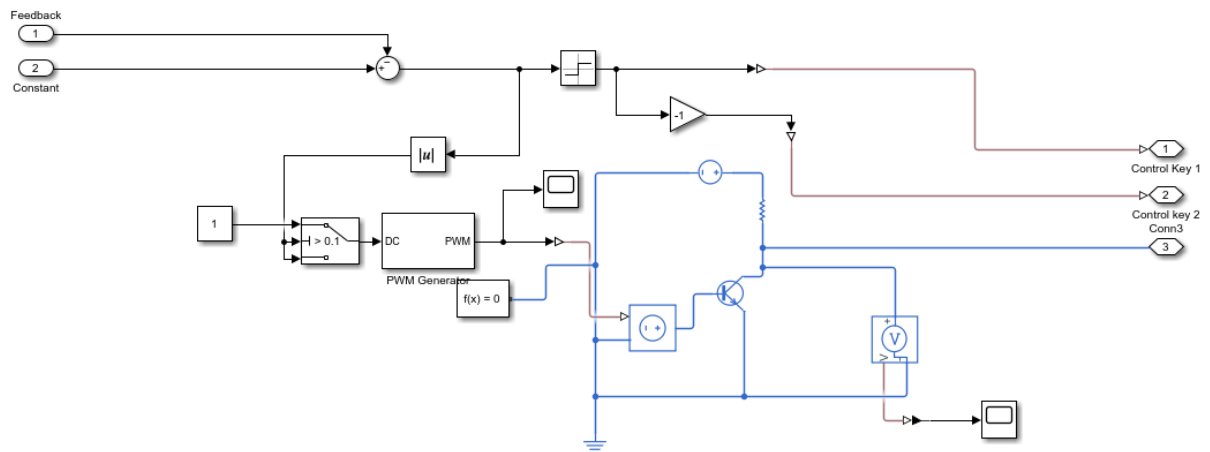 Feedback
1
2
Constant
+
−
-1
|u|
1
Control Key 1
2
Control key 2
Conn3
3
1
> 0.1
DC
PWM
PWM Generator
f(x) = 0
V